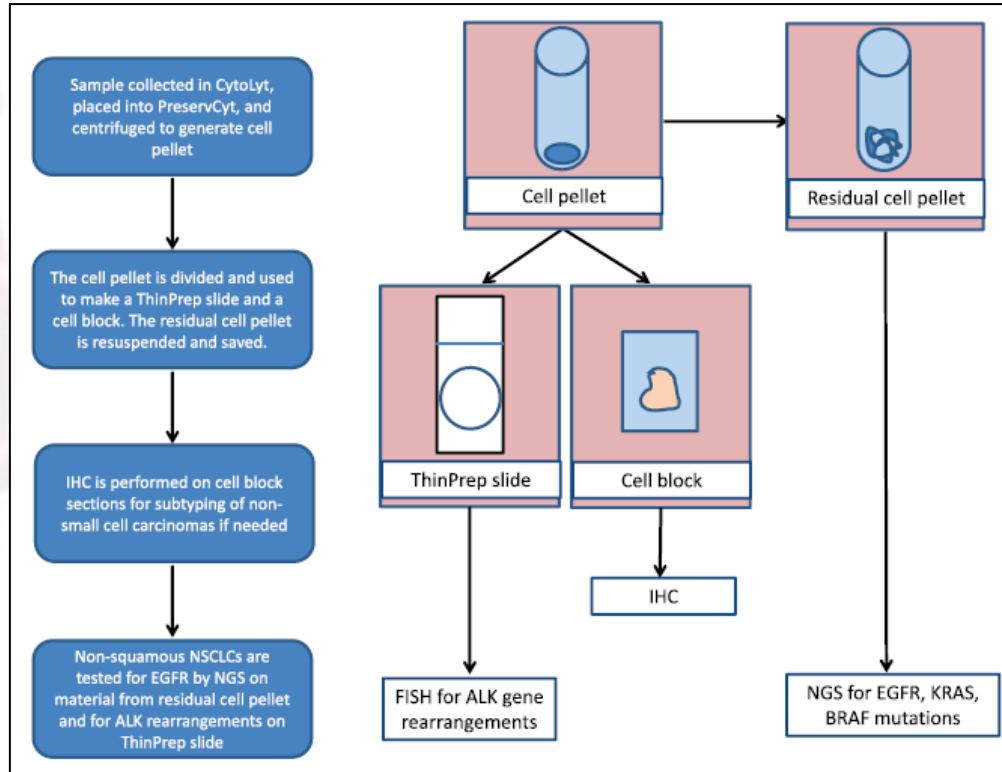 Sample collected in CytoLyt,
placed into PreservCyt, and
centrifuged to generate cell
pellet
The cell pellet is divided and used
to make a ThinPrep slide and a
cell block. The residual cell pellet
is resuspended and saved.
IHC is performed on cell block
sections for subtyping of non-
small cell carcinomas if needed
Non-squamous NSCLCs are
tested for EGFR by NGS on
material from residual cell pellet
and for ALK rearrangements on
ThinPrep slide
Cell pellet
Residual cell pellet
ThinPrep slide
Cell block
IHC
FISH for ALK gene
rearrangements
NGS for EGFR, KRAS,
BRAF mutations